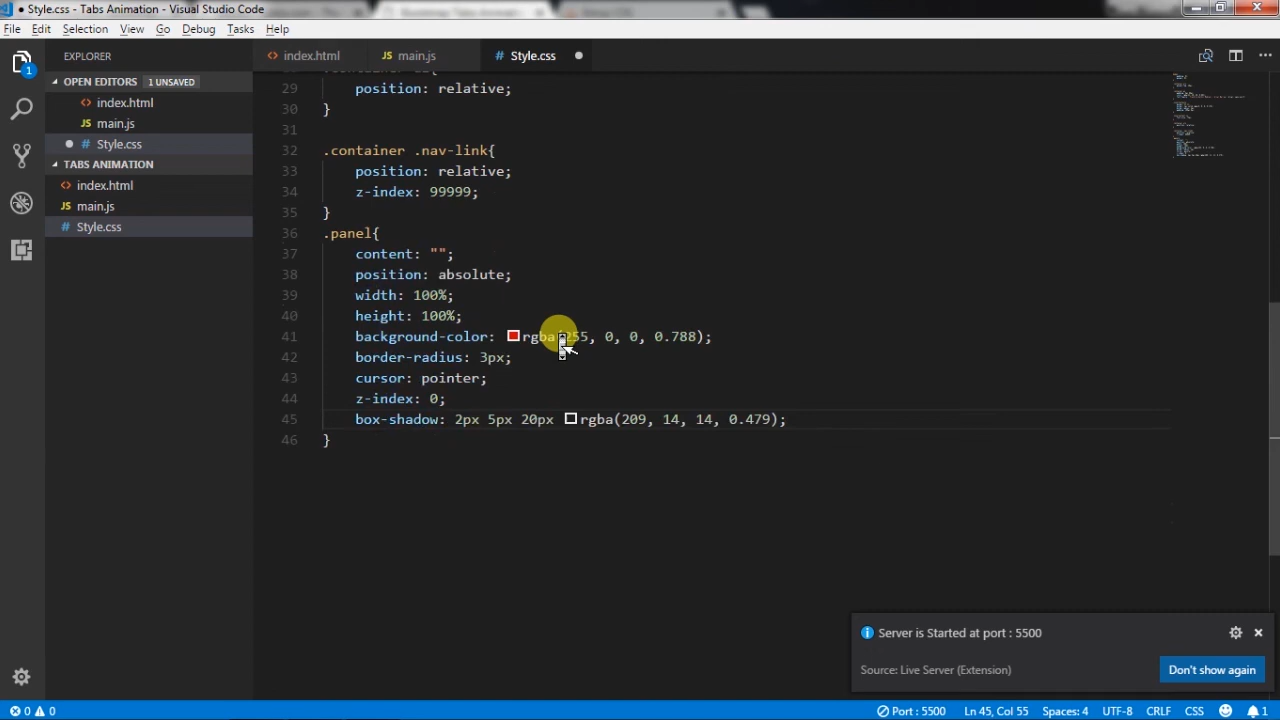 ● Style.css - Tabs Animation - Visual Studio Code
File Edit Selection View Go Debug Tasks Help
EXPLORER
index.html
main.js
Style.css
OPEN EDITORS 1 UNSAVED
index.html
main.js
Style.css
TABS ANIMATION
index.html
main.js
Style.css
29 position: relative;
30 }
31
32 .container .nav-link{
33 position: relative;
34 z-index: 99999;
35 }
36 .panel{
37 content: "";
38 position: absolute;
39 width: 100%;
40 height: 100%;
41 background-color: rgba(255, 0, 0, 0.788);
42 border-radius: 3px;
43 cursor: pointer;
44 z-index: 0;
45 box-shadow: 2px 5px 20px rgba(209, 14, 14, 0.479);
46 }
Server is Started at port : 5500
Source: Live Server (Extension)
Don't show again
1
0 0
Port : 5500 Ln 45, Col 55 Spaces: 4 UTF-8 CRLF CSS 1